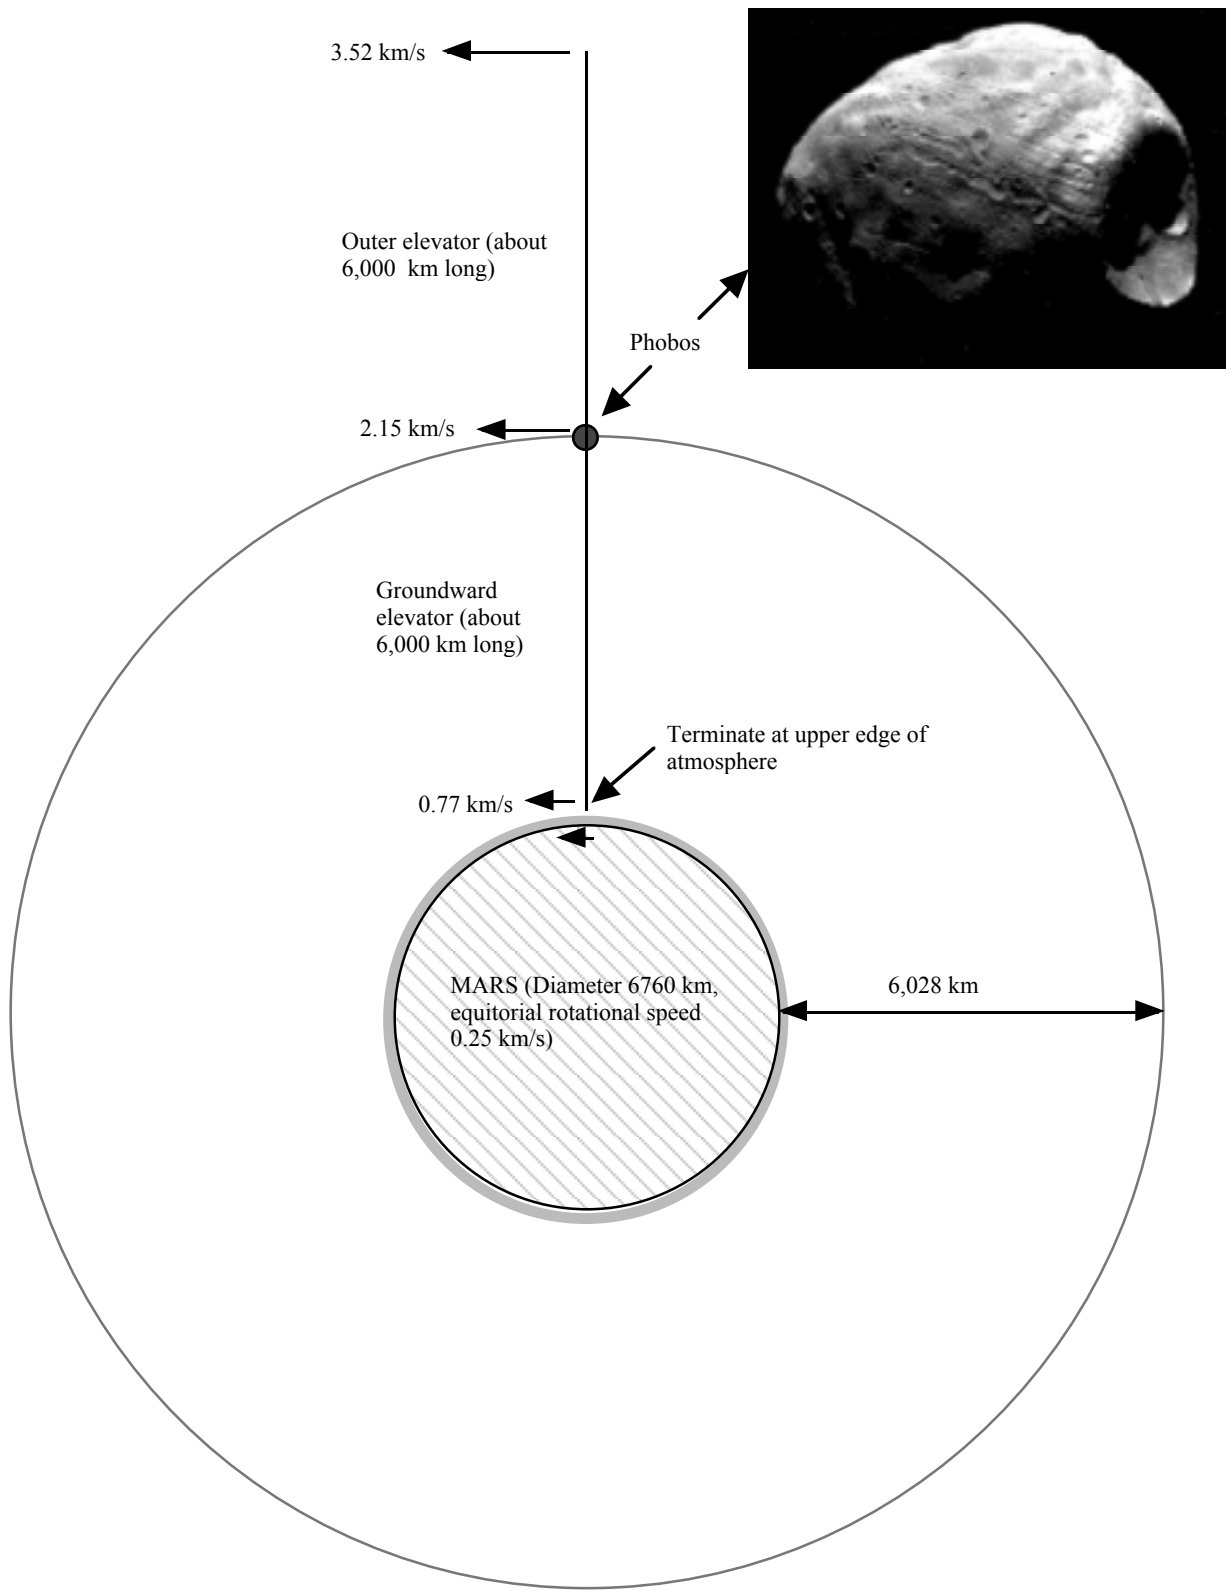 3.52 km/s
Outer elevator (about
6,000 km long)
Phobos
2.15 km/s
Groundward
elevator (about
6,000 km long)
Terminate at upper edge of
atmosphere
0.77 km/s
MARS (Diameter 6760 km,
equitorial rotational speed
0.25 km/s)
6,028 km